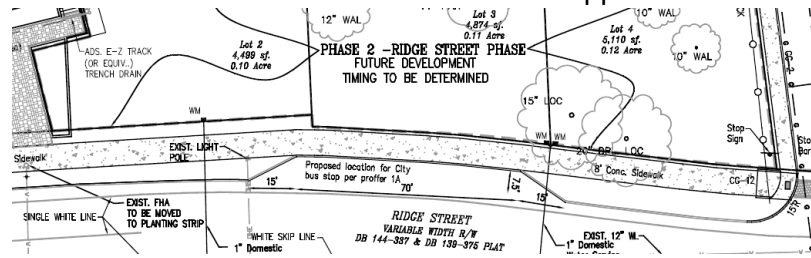 12" WAL
Lot 3
4,874 sf.
0.11 Acre
Lot 2
4,499 sf.
0.10 Acre
Lot 4
5,110 sf.
0.12 Acre
10" WAL
ADS. E-Z TRACK
(OR EQUIV..)
TRENCH DRAIN
PHASE 2 -RIDGE STREET PHASE
FUTURE DEVELOPMENT
TIMING TO BE DETERMINED
15" LOC
WM
WM
WM
LOC
Stop
Sign
Sidewalk
EXIST. LIGHT
POLE
Proposed location for City
bus stop per proffer 1A
8' Conc. Sidewalk
CG-12
15'
70'
7.5'
15'
15'R
EXIST. FHA
TO BE MOVED
TO PLANTING STRIP
SINGLE WHITE LINE
RIDGE STREET
VARIABLE WIDTH R/W
DB 144-387 & DB 139-375 PLAT
WHITE SKIP LINE
1" Domestic
EXIST. 12" WL
1" Domestic